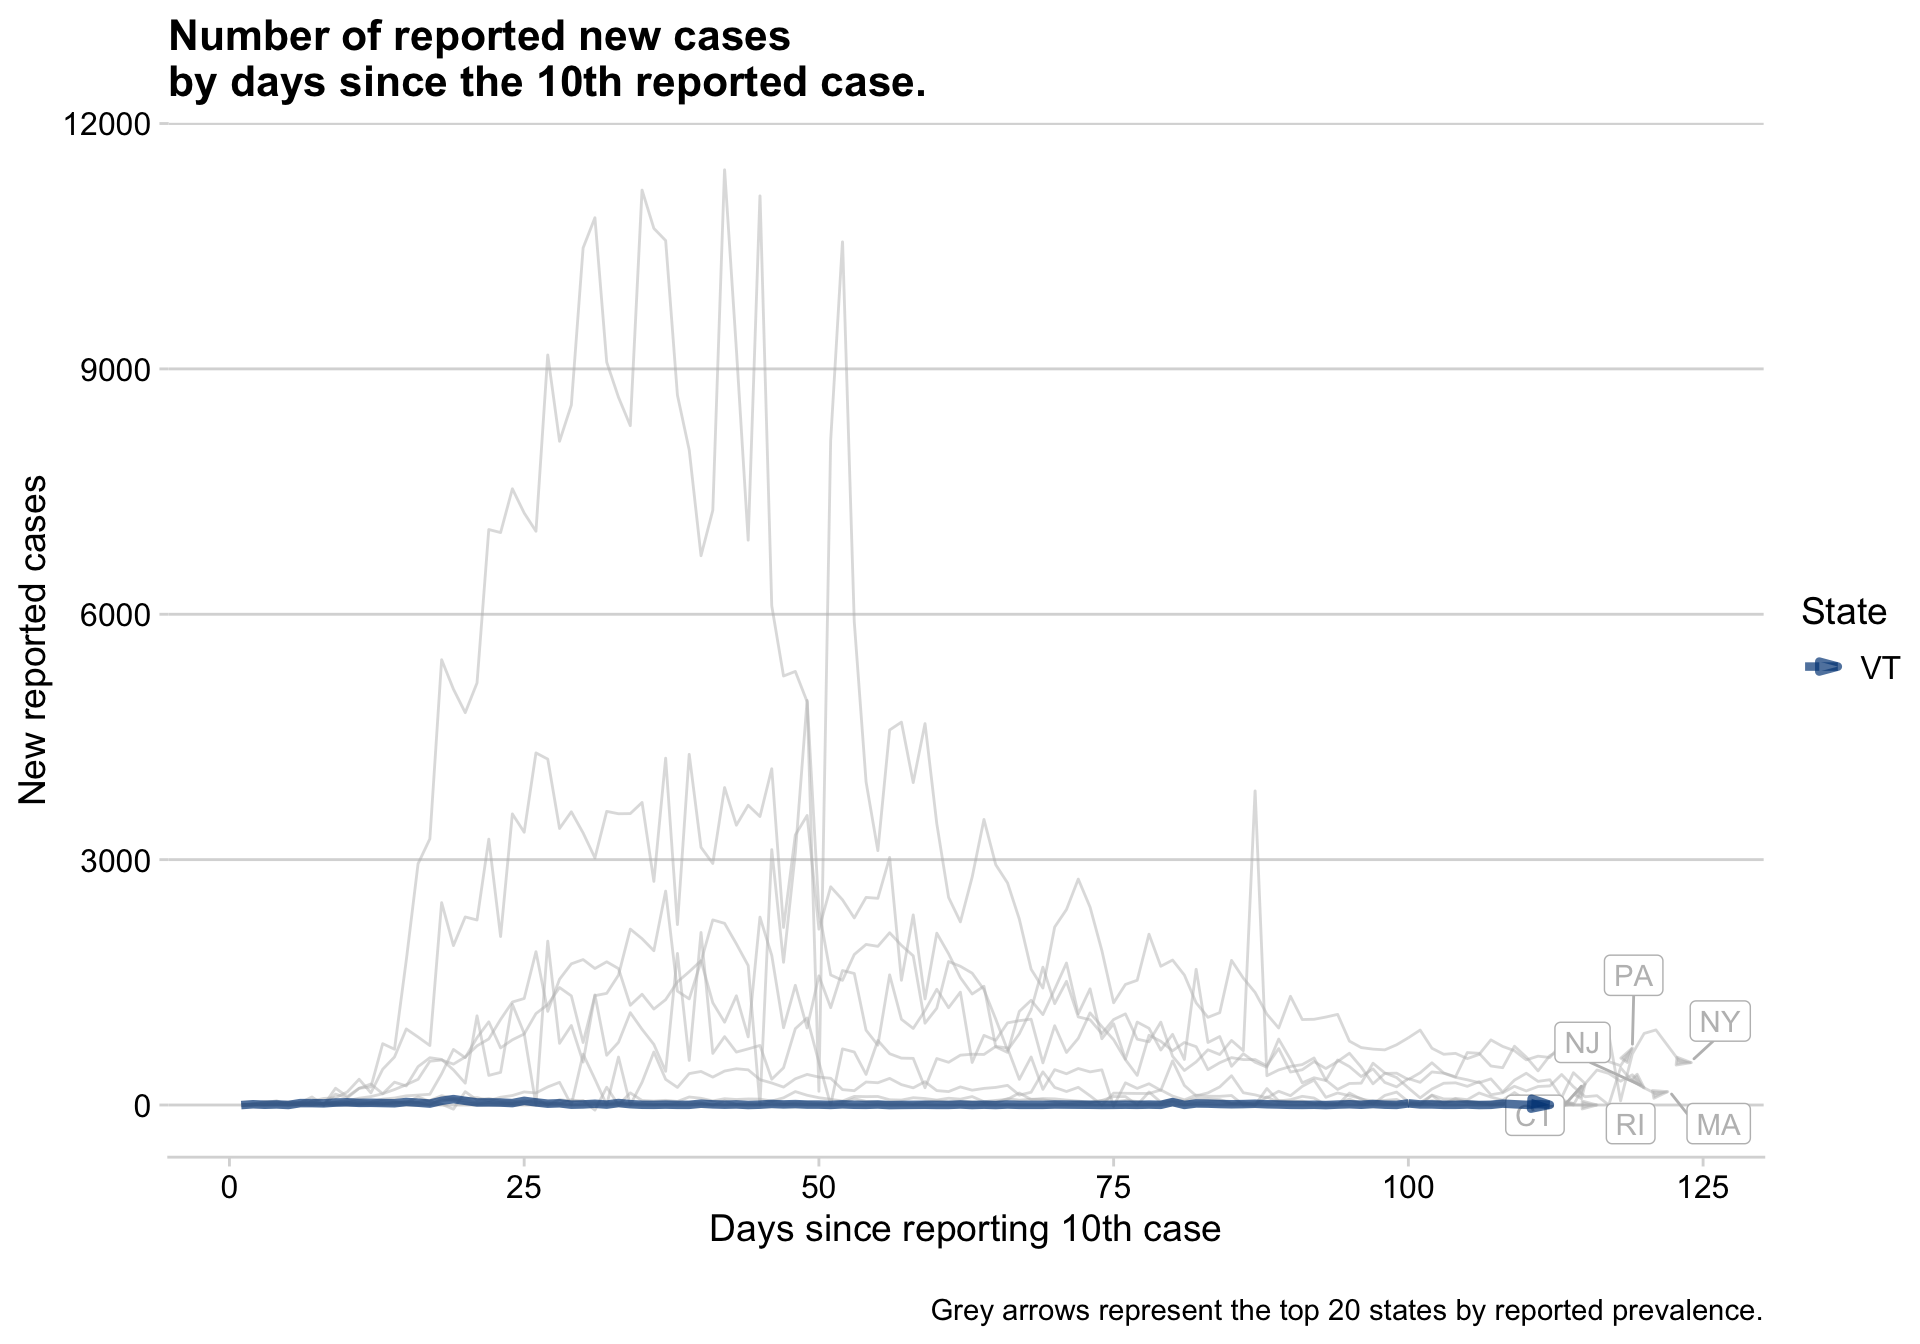 Number of reported new cases
by days since the 10th reported case.
12000
9000
6000
3000
0
New reported cases
0
25
50
75
100
125
Days since reporting 10th case
PA
NY
NJ
CT
RI
MA
State
VT
Grey arrows represent the top 20 states by reported prevalence.